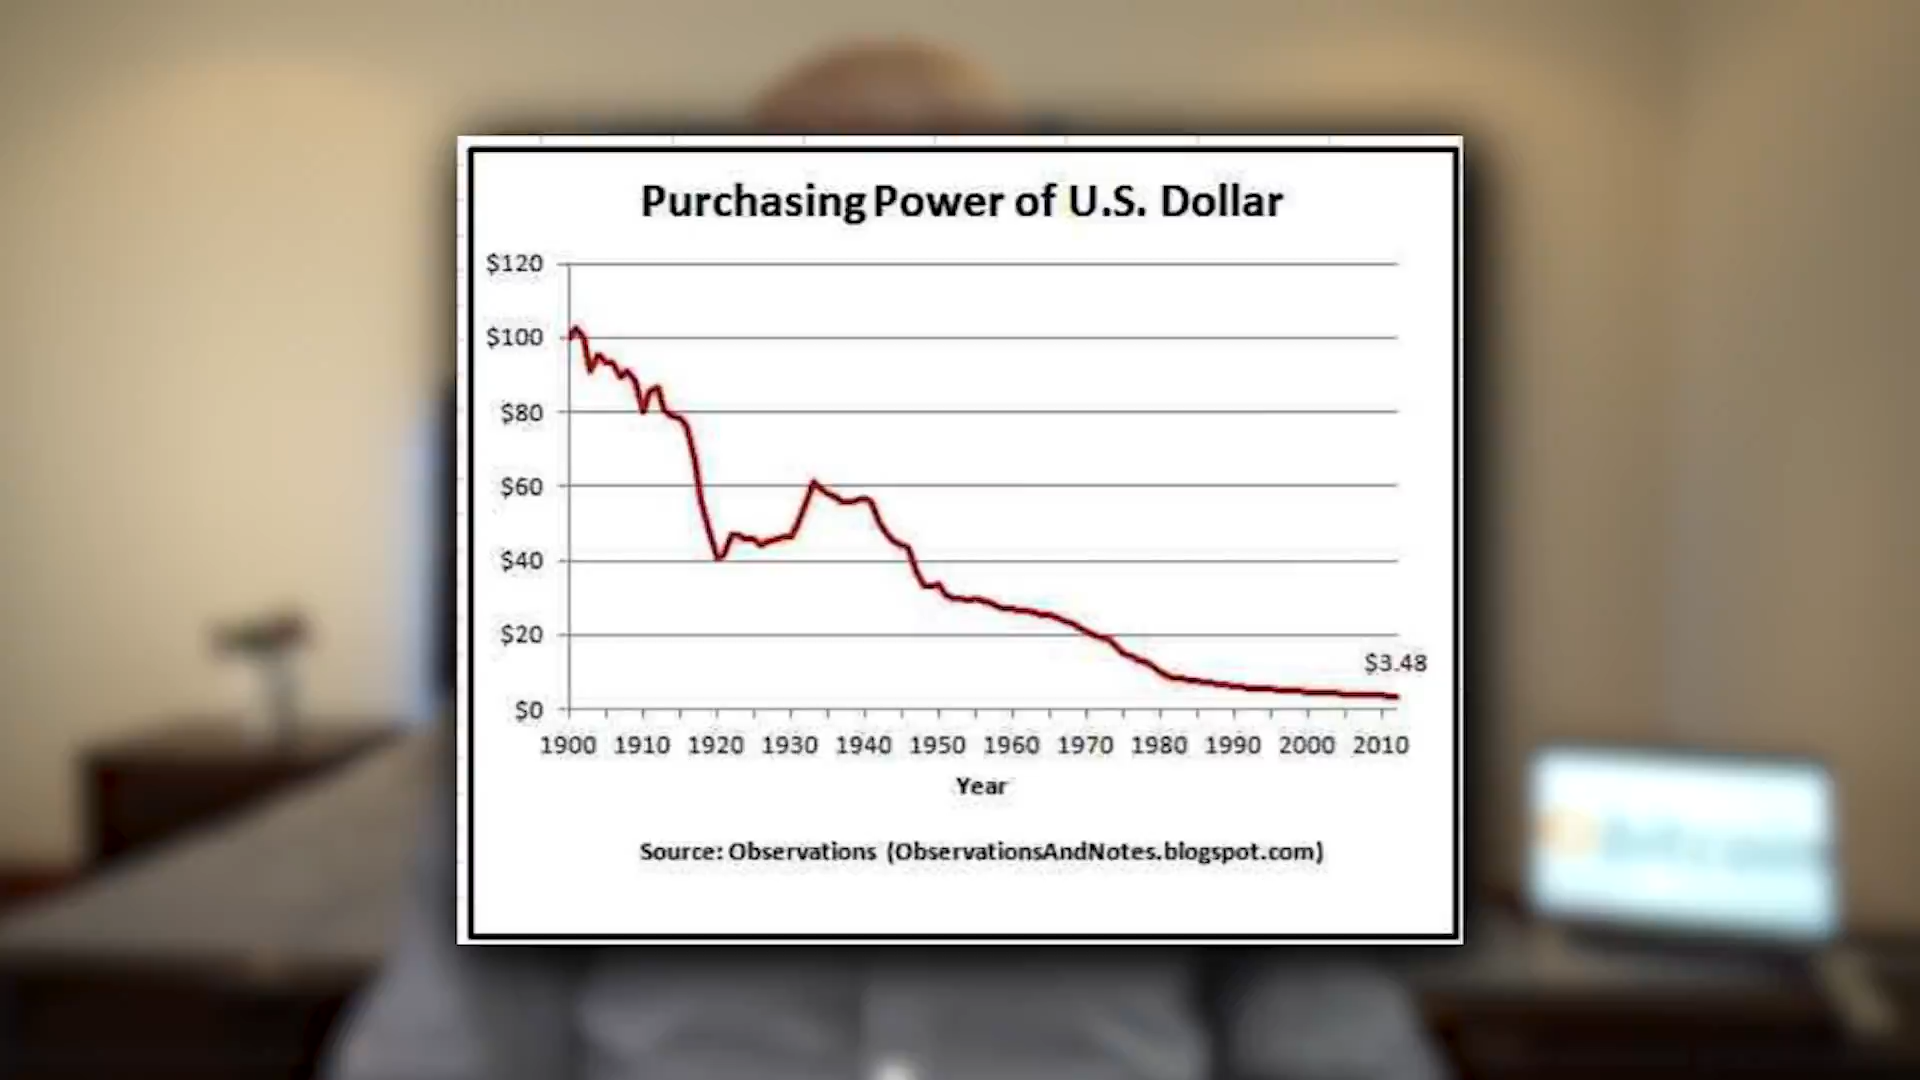 Purchasing Power of U.S. Dollar
$120
$100
$80
$60
$40
$20
$0
$3.48
1900 1910 1920 1930 1940 1950 1960 1970 1980 1990 2000 2010
Year
Source: Observations (ObservationsAndNotes.blogspot.com)